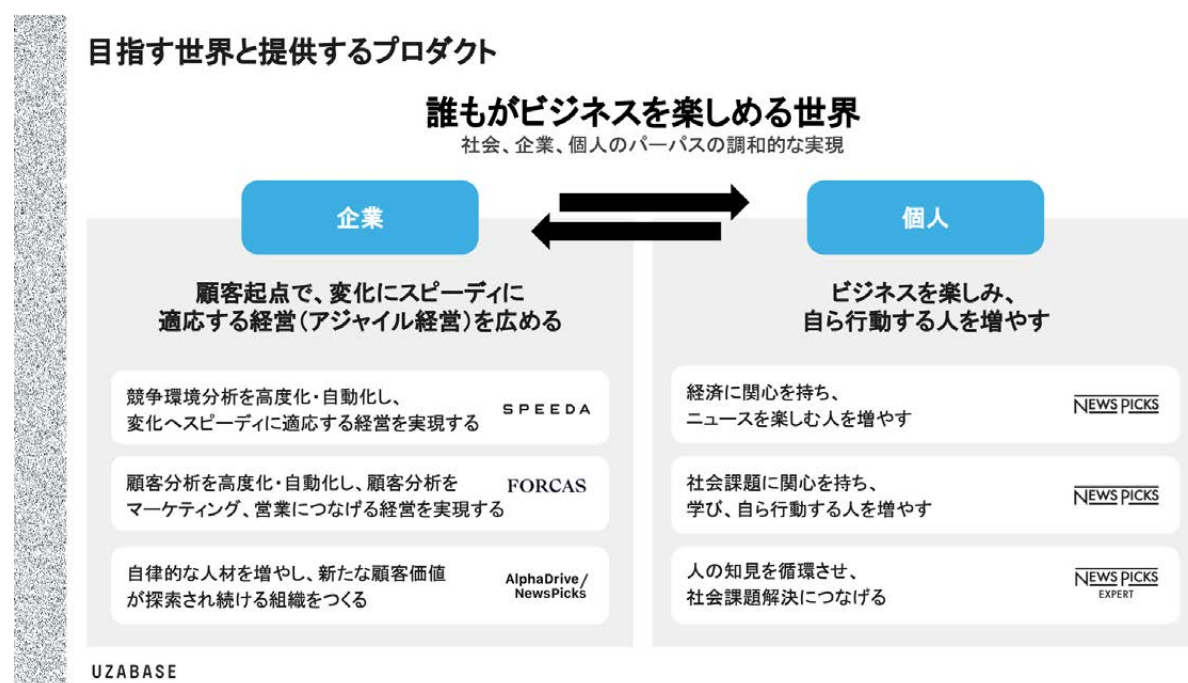 目指す世界と提供するプロダクト
誰もがビジネスを楽しめる世界
社会、企業、個人のパーパスの調和的な実現
企業
顧客起点で、変化にスピーディに
適応する経営(アジャイル経営)を広める
競争環境分析を高度化・自動化し、
変化へスピーディに適応する経営を実現する
SPEEDA
顧客分析を高度化・自動化し、顧客分析を
マーケティング、営業につなげる経営を実現する
FORCAS
自律的な人材を増やし、新たな顧客価値
が探索され続ける組織をつくる
AlphaDrive/
NewsPicks
個人
ビジネスを楽しみ、
自ら行動する人を増やす
経済に関心を持ち、
ニュースを楽しむ人を増やす
NEWS PICKS
社会課題に関心を持ち、
学び、自ら行動する人を増やす
NEWS PICKS
人の知見を循環させ、
社会課題解決につなげる
NEWS PICKS
EXPERT
UZABASE